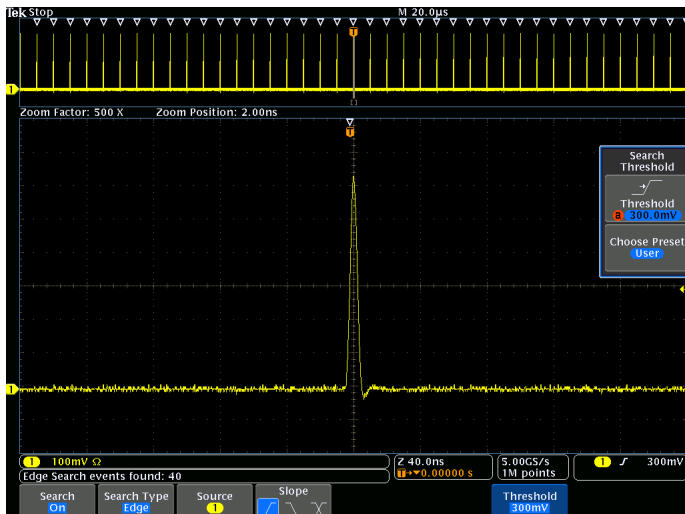 Tek Stop M 20.0µs
T
1
Zoom Factor: 500 X Zoom Position: 2.00ns
T
Search
Threshold
Threshold
a 300.0mV
Choose Preset
User
1
1 100mV Ω
Z 40.0ns
T→▼0.00000 s
5.00GS/s
1M points
1 300mV
Edge Search events found: 40
Search
On
Search Type
Edge
Source
1
Slope
Threshold
300mV